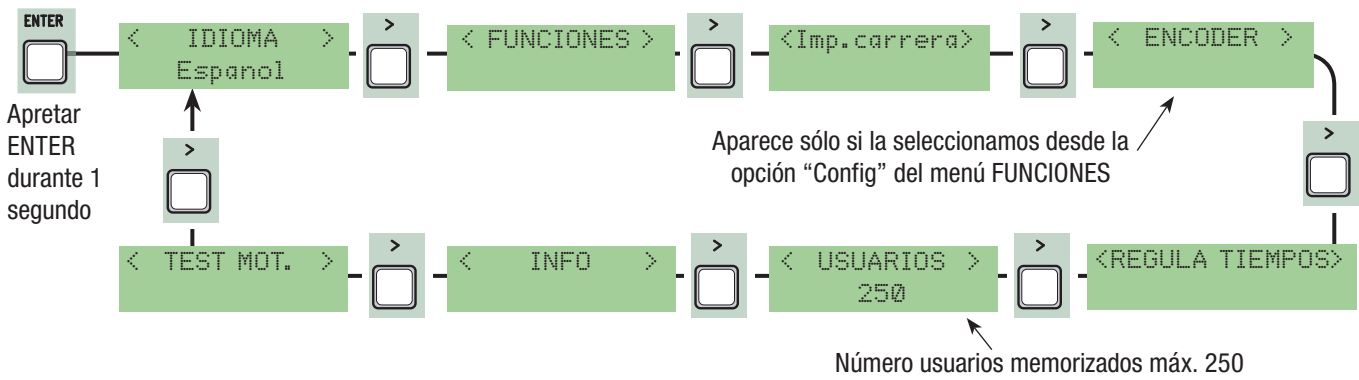 ENTER
< IDIOMA >
Espanol
>
< FUNCIONES >
>
<Imp.carrera>
>
< ENCODER >
Apretar
ENTER
durante 1
segundo
>
Aparece sólo si la seleccionamos desde la
opción “Config” del menú FUNCIONES
>
< TEST MOT. >
>
< INFO >
>
< USUARIOS >
250
>
<REGULA TIEMPOS>
Número usuarios memorizados máx. 250